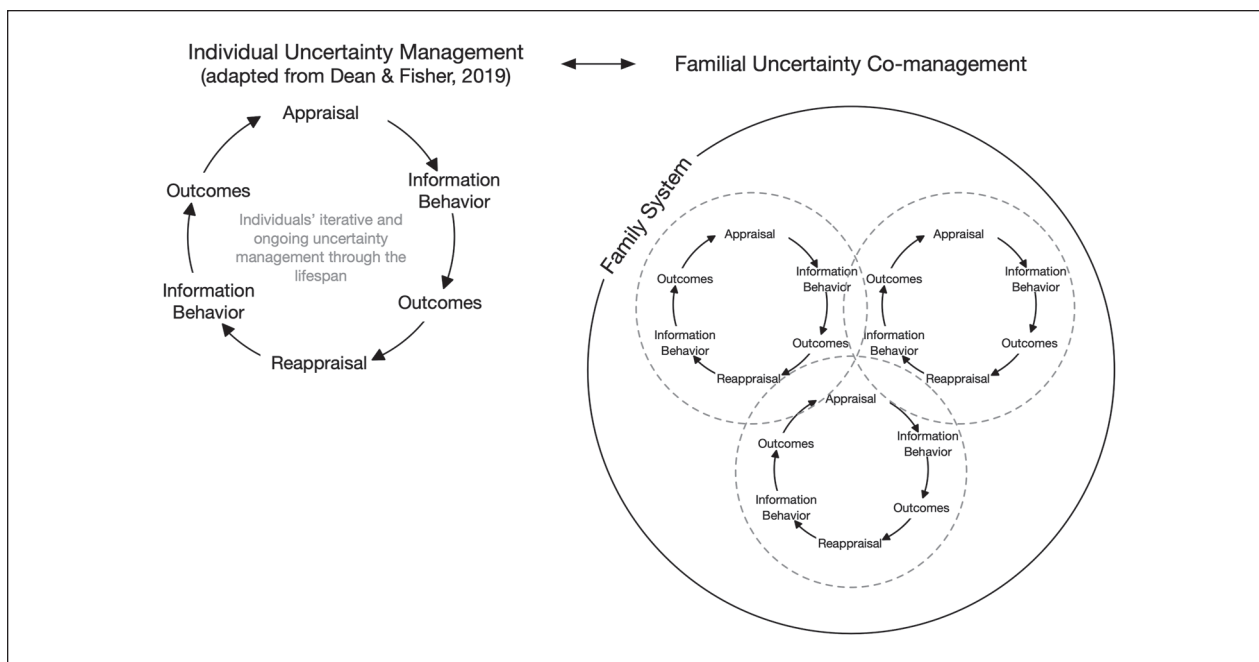 Individual Uncertainty Management
(adapted from Dean & Fisher, 2019)
Appraisal
Information
Behavior
Outcomes
Reappraisal
Information
Behavior
Outcomes
Individuals’ iterative and
ongoing uncertainty
management through the
lifespan
Familial Uncertainty Co-management
Family System
Appraisal
Information
Behavior
Outcomes
Reappraisal
Information
Behavior
Outcomes
Appraisal
Information
Behavior
Outcomes
Reappraisal
Information
Behavior
Outcomes
Appraisal
Information
Behavior
Outcomes
Reappraisal
Information
Behavior
Outcomes